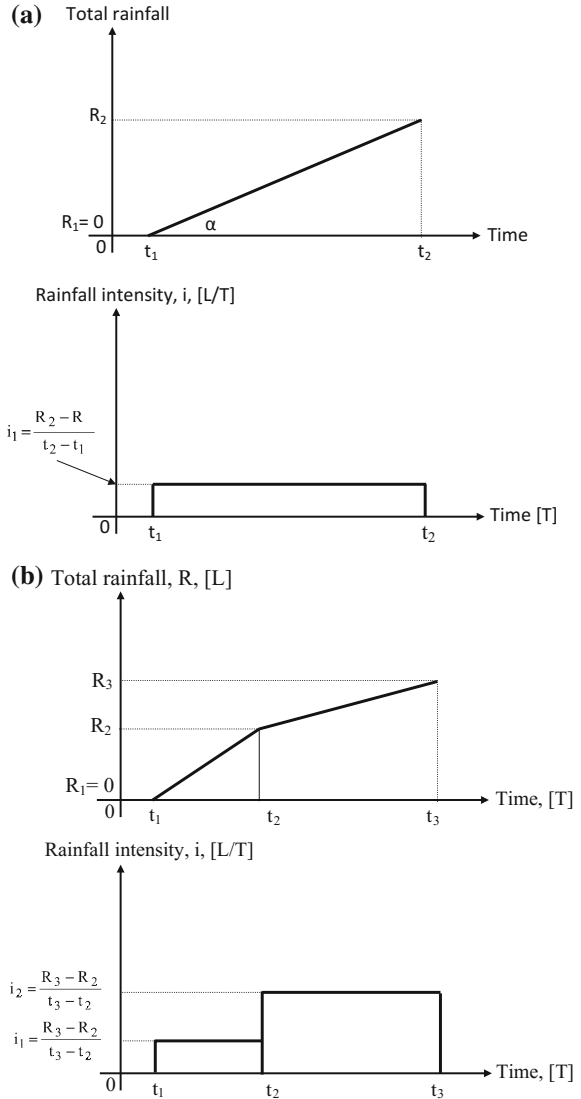 (a)
Total rainfall
R₂
R₁= 0
α
0
t₁
t₂
Time
Rainfall intensity, i, [L/T]
i₁ = (R₂ − R)/(t₂ − t₁)
0
t₁
t₂
Time [T]
(b) Total rainfall, R, [L]
R₃
R₂
R₁= 0
0
t₁
t₂
t₃
Time, [T]
Rainfall intensity, i, [L/T]
i₂ = (R₃ − R₂)/(t₃ − t₂)
i₁ = (R₃ − R₂)/(t₃ − t₂)
0
t₁
t₂
t₃
Time, [T]